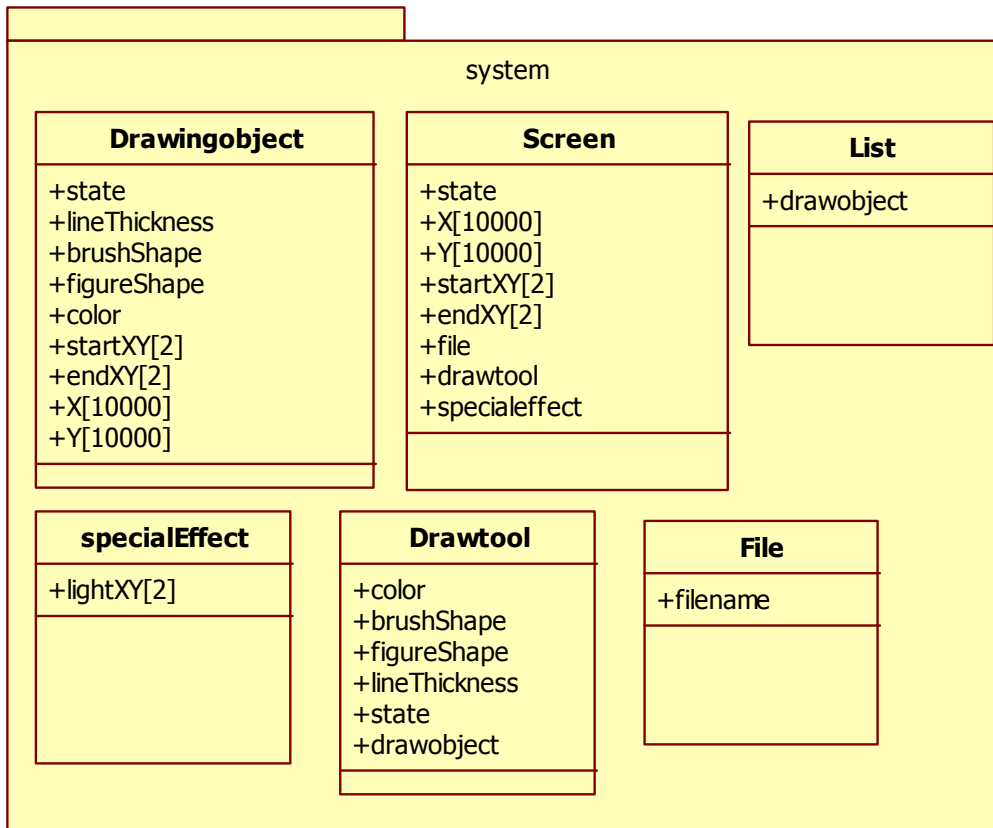 system
Drawingobject
+state
+lineThickness
+brushShape
+figureShape
+color
+startXY[2]
+endXY[2]
+X[10000]
+Y[10000]
Screen
+state
+X[10000]
+Y[10000]
+startXY[2]
+endXY[2]
+file
+drawtool
+specialeffect
List
+drawobject
specialEffect
+lightXY[2]
Drawtool
+color
+brushShape
+figureShape
+lineThickness
+state
+drawobject
File
+filename